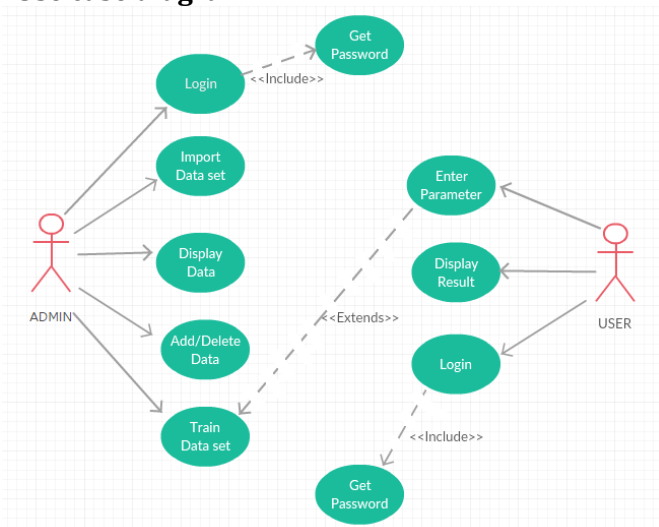 Get
Password
Login
<<Include>>
Import
Data set
Enter
Parameter
Display
Data
Display
Result
ADMIN
<<Extends>>
USER
Add/Delete
Data
Login
Train
Data set
<<Include>>
Get
Password